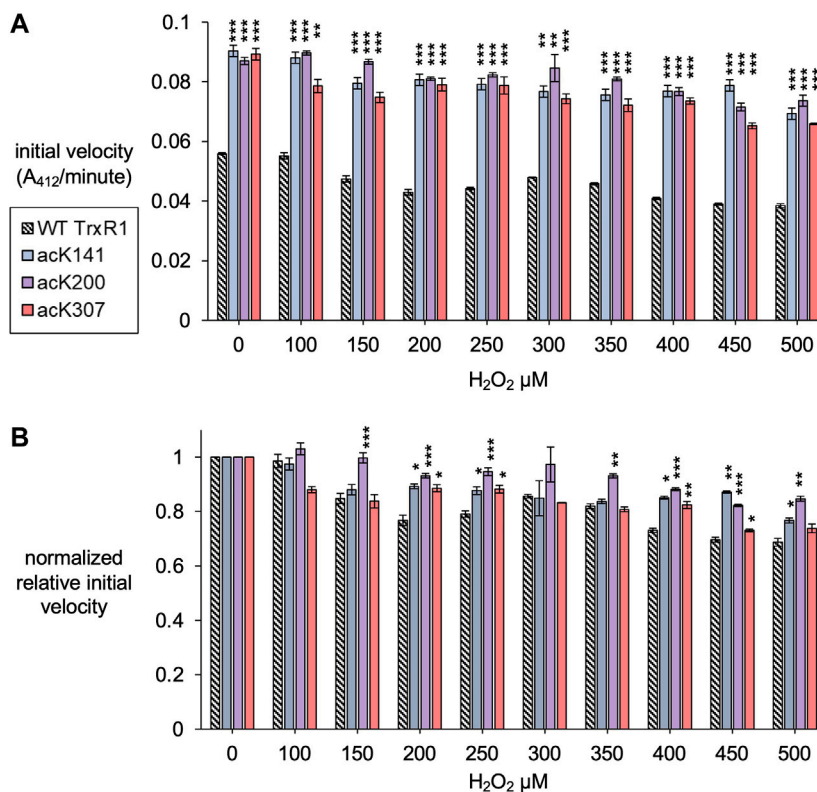 A
*** *** *** *** *** ** *** *** ** *** *** *** *** *** *** *** ** ** *** *** *** *** *** *** *** *** *** *** *** ***
0.1
0.08
0.06
0.04
0.02
0
initial velocity
(A412/minute)
WT TrxR1
acK141
acK200
acK307
0 100 150 200 250 300 350 400 450 500
H2O2 μM
B
*** * *** * * *** * ** * *** ** ** *** * * **
1
0.8
0.6
0.4
0.2
0
normalized
relative initial
velocity
0 100 150 200 250 300 350 400 450 500
H2O2 μM